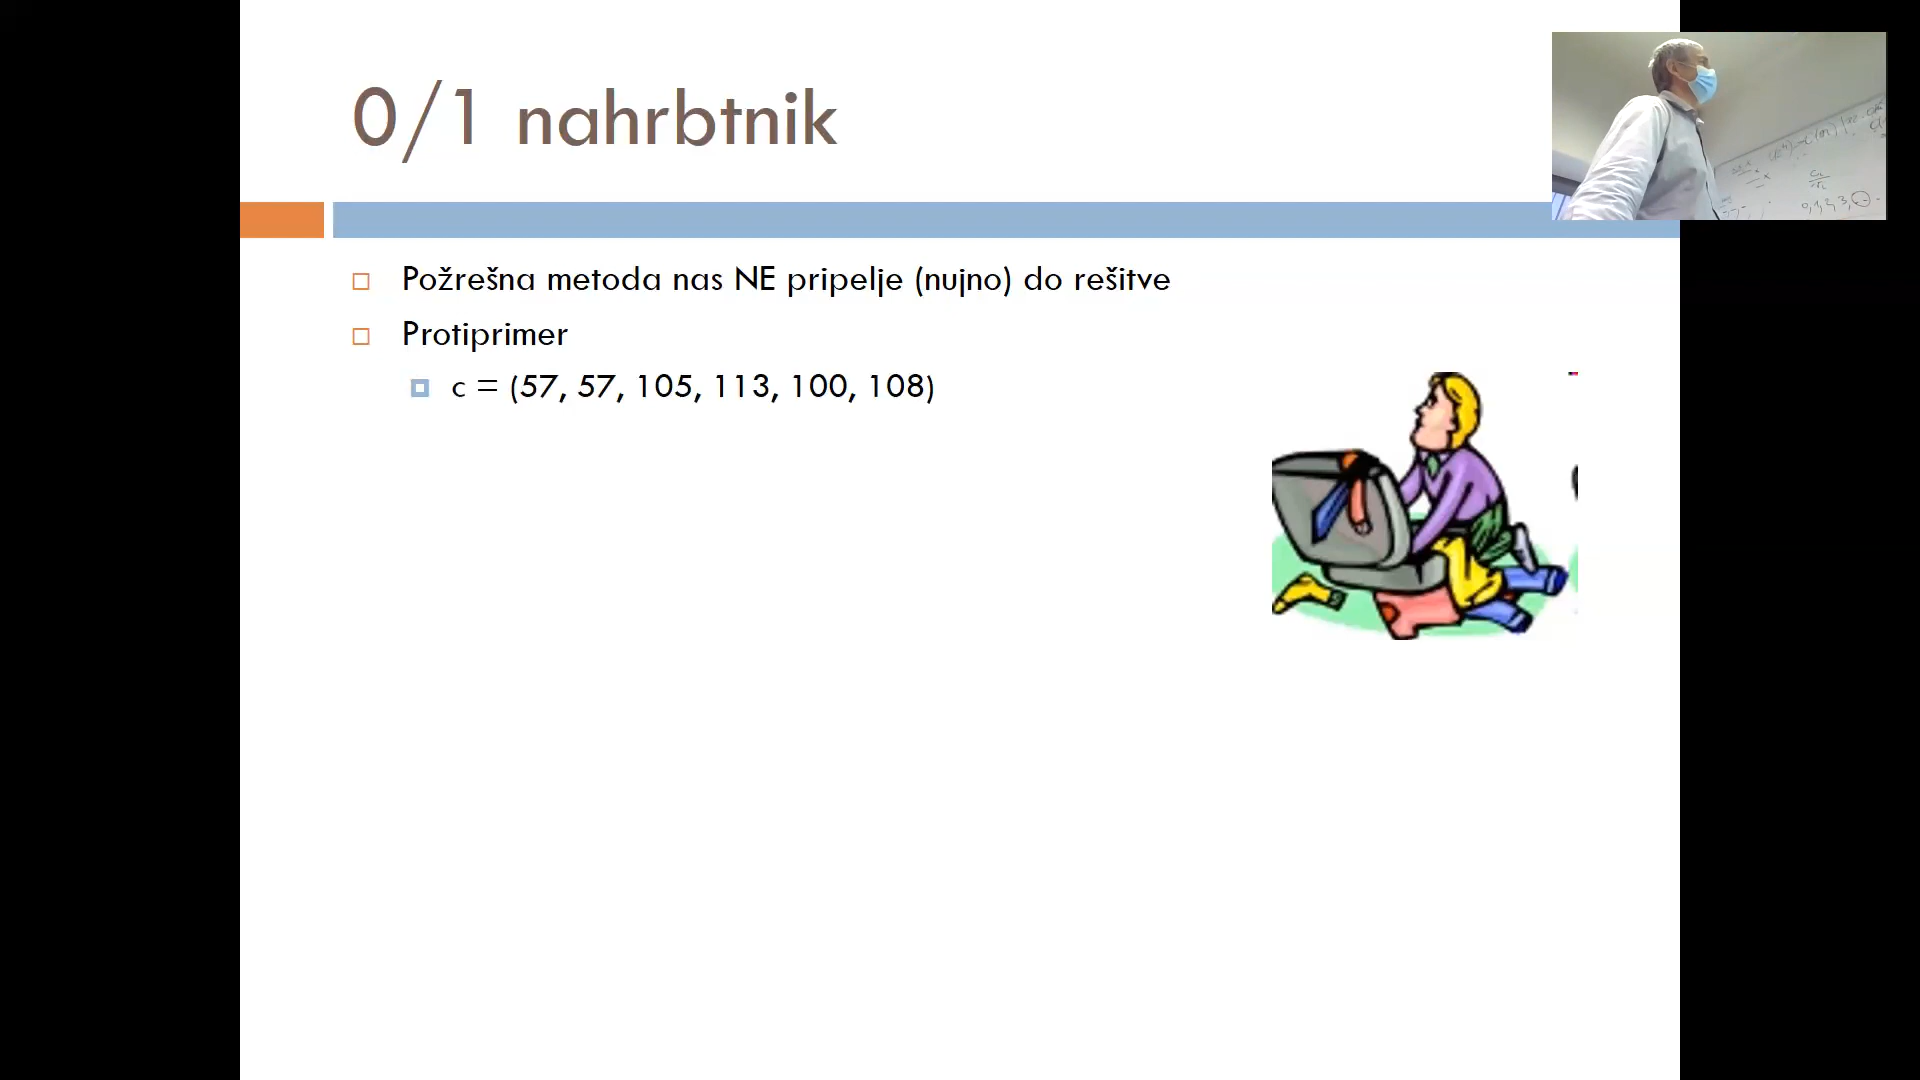 0/1 nahrbtnik
Požrešna metoda nas NE pripelje (nujno) do rešitve
Protiprimer
c = (57, 57, 105, 113, 100, 108)